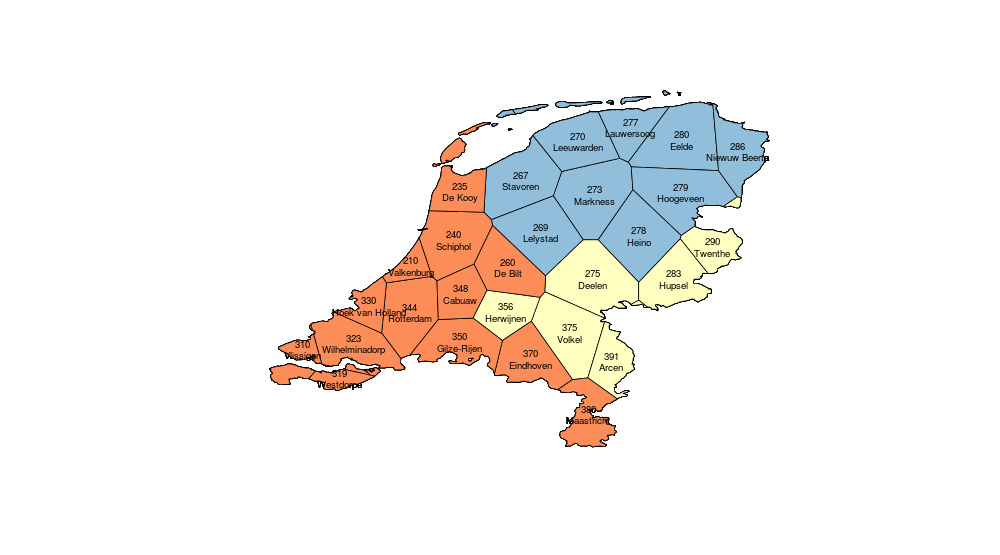 277
Lauwersoog
270
Leeuwarden
280
Eelde
286
Niewuw Beerta
267
Stavoren
235
De Kooy
273
Markness
279
Hoogeveen
240
Schiphol
269
Lelystad
278
Heino
290
Twenthe
210
Valkenburg
260
De Bilt
275
Deelen
283
Hupsel
348
Cabauw
330
Hoek van Holland
344
Rotterdam
356
Herwijnen
375
Volkel
310
Vlissigen
323
Wilhelminadorp
350
Gilze-Rijen
370
Eindhoven
391
Arcen
319
Westdorpe
380
Maastricht